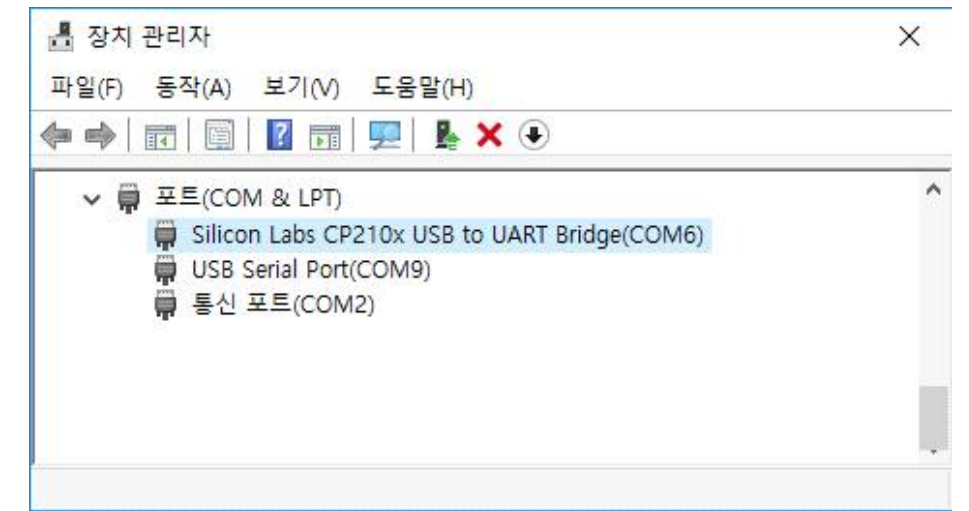 장치 관리자
파일(F) 동작(A) 보기(V) 도움말(H)
포트(COM & LPT)
Silicon Labs CP210x USB to UART Bridge(COM6)
USB Serial Port(COM9)
통신 포트(COM2)